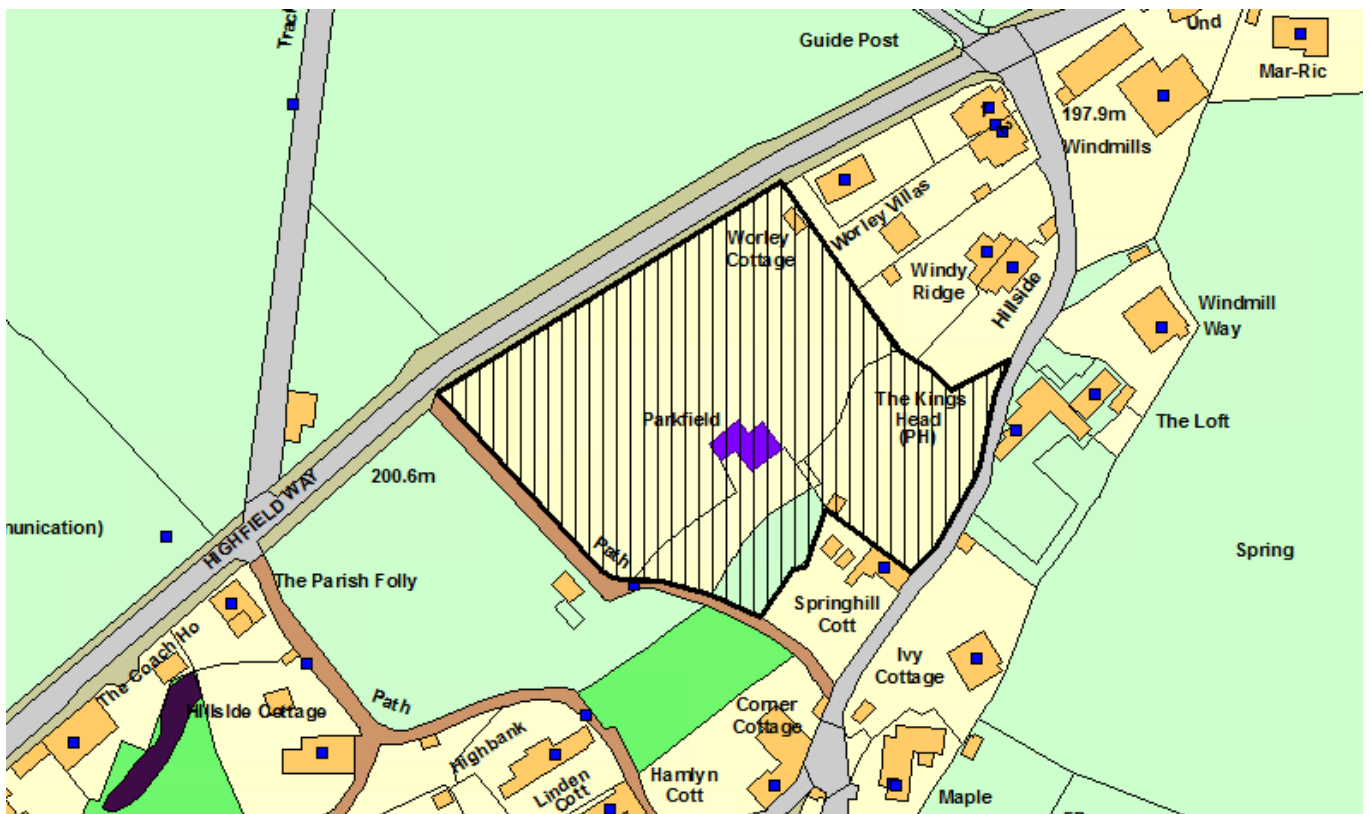 Track
Guide Post
Und
Mar-Ric
197.9m
Windmills
Worley Villas
Worley
Cottage
Windy
Ridge
Hillside
Windmill
Way
Parkfield
The Kings
Head
(PH)
The Loft
200.6m
HIGHFIELD WAY
munication)
Path
Spring
The Parish Folly
Springhill
Cott
Ivy
Cottage
The Coach Ho
Hillside Cottage
Path
Highbank
Corner
Cottage
Linden
Cott
Hamlyn
Cott
Maple